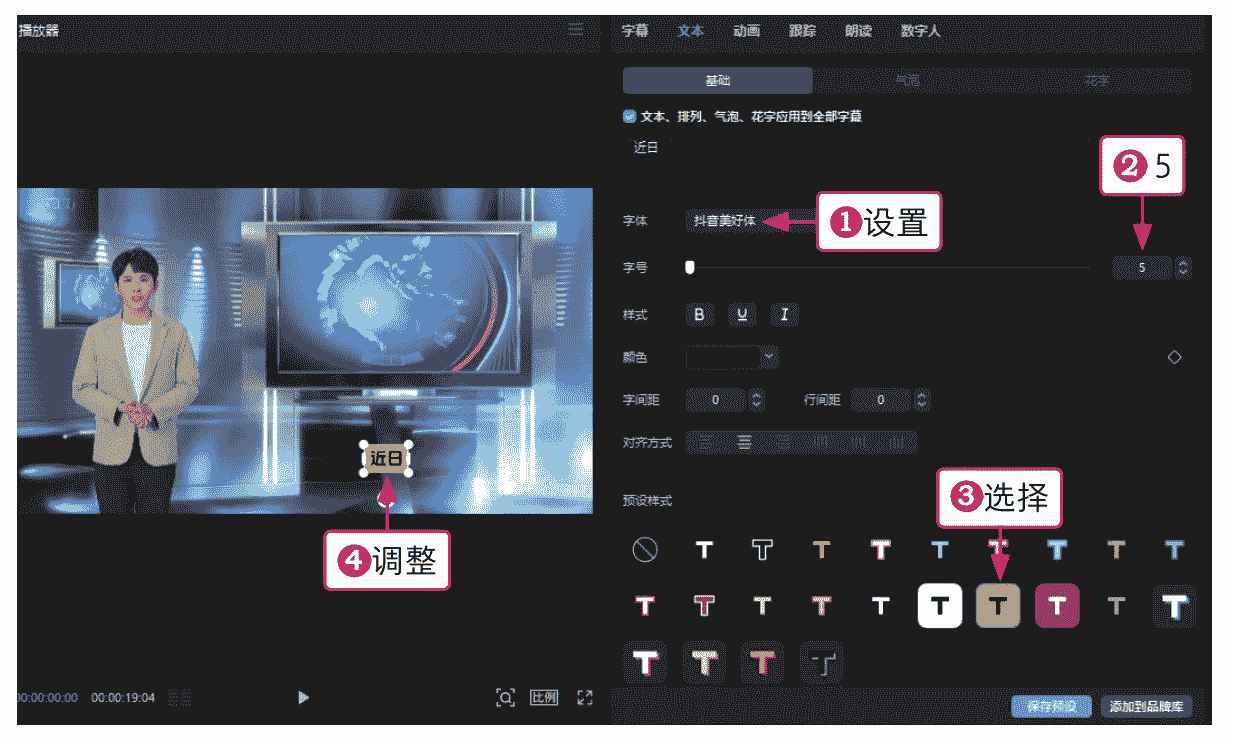 播放器
字幕 文本 动画 跟踪 朗读 数字人
基础 气泡 花字
文本、排列、气泡、花字应用到全部字幕
近日
❷ 5
字体 抖音美好体
❶设置
字号 5
样式 B U I
颜色
字间距 0 行间距 0
对齐方式
近日
❸选择
预设样式
❹调整
T T T T T T T T T
T T T T T T T T T T
T T T T
00:00:00:00 00:00:19:04
比例
保存预设 添加到品牌库